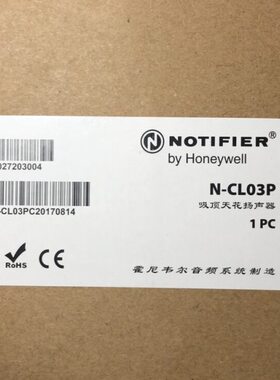 NOTIFIER®
by Honeywell
027203004
N-CL03P
吸顶天花扬声器
1 PC
-CL03PC20170814
RoHS
CE
霍尼韦尔音频系统制造